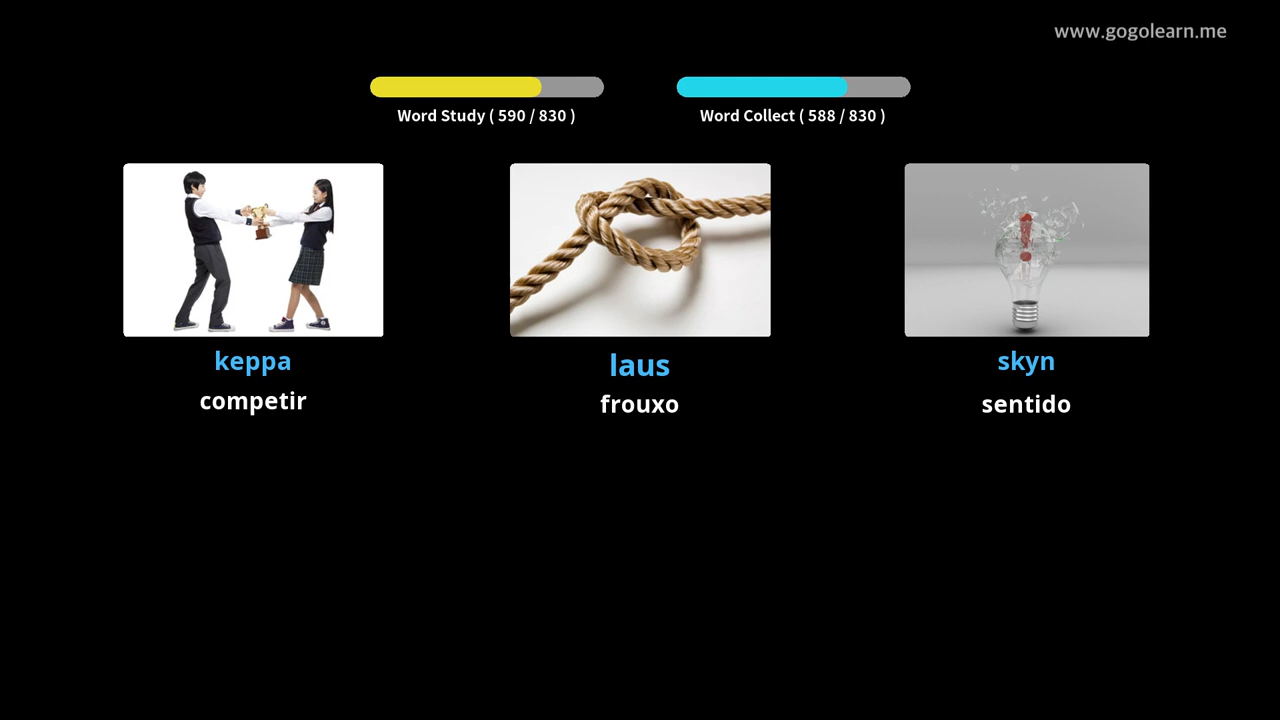 www.gogolearn.me
Word Study ( 590 / 830 )
Word Collect ( 588 / 830 )
keppa
competir
laus
frouxo
skyn
sentido